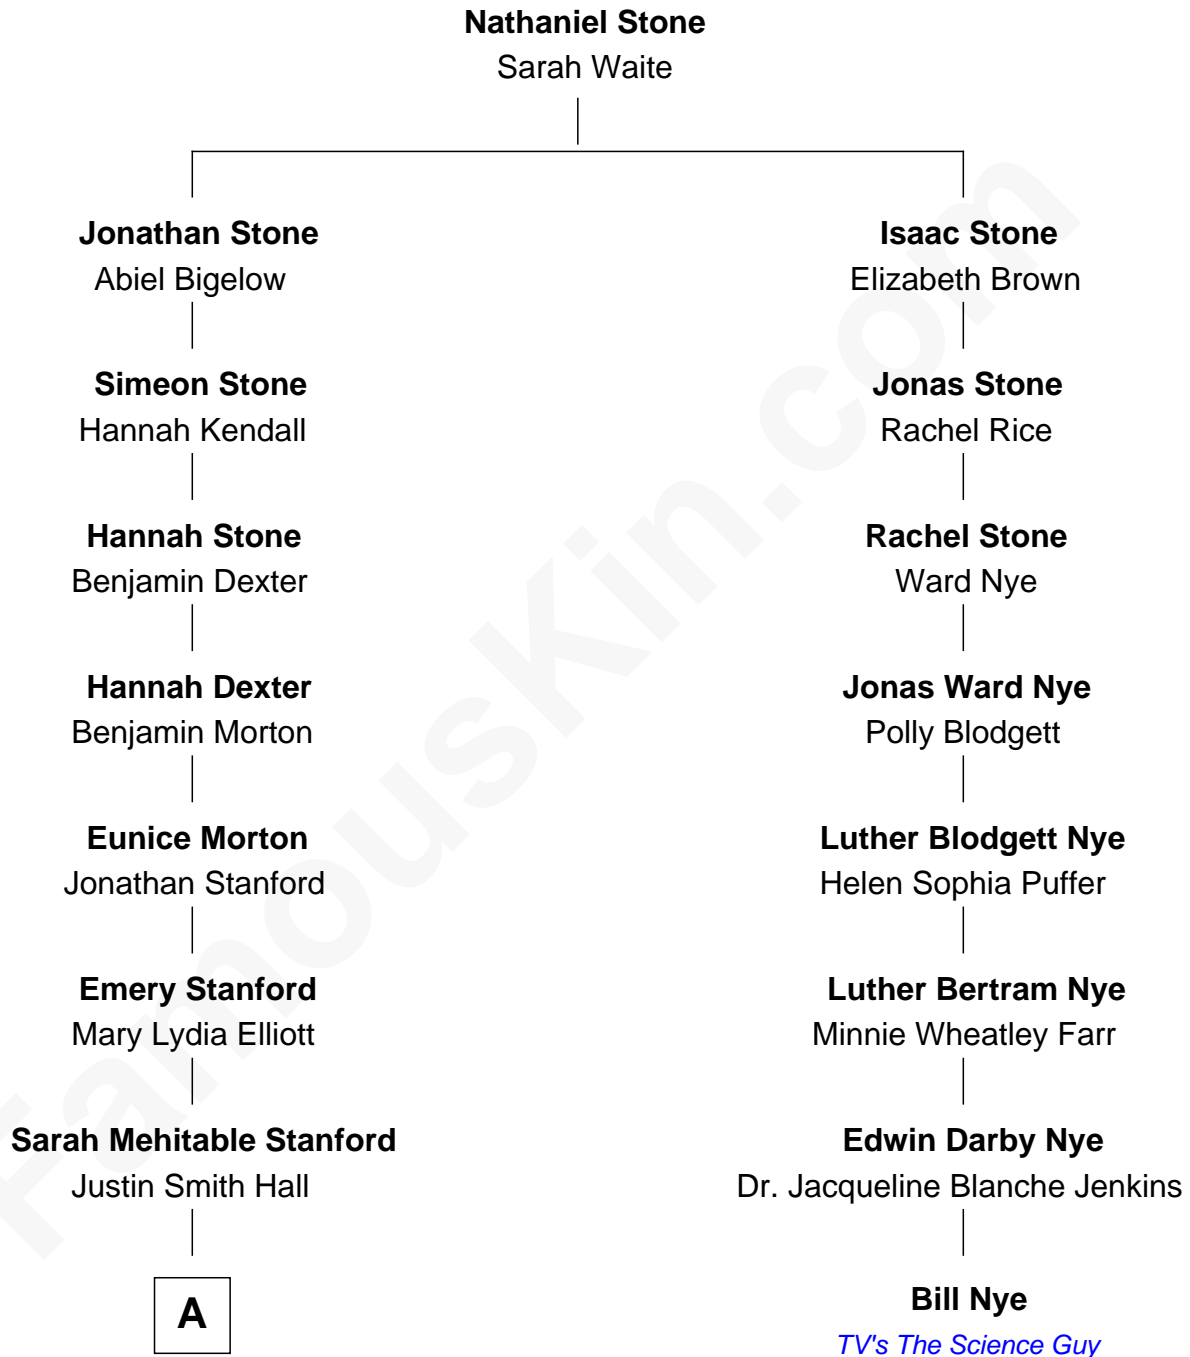 Nathaniel Stone
Sarah Waite
Jonathan Stone
Abiel Bigelow
Isaac Stone
Elizabeth Brown
Simeon Stone
Hannah Kendall
Jonas Stone
Rachel Rice
Hannah Stone
Benjamin Dexter
Rachel Stone
Ward Nye
Hannah Dexter
Benjamin Morton
Jonas Ward Nye
Polly Blodgett
Eunice Morton
Jonathan Stanford
Luther Blodgett Nye
Helen Sophia Puffer
Emery Stanford
Mary Lydia Elliott
Luther Bertram Nye
Minnie Wheatley Farr
Sarah Mehitable Stanford
Justin Smith Hall
Edwin Darby Nye
Dr. Jacqueline Blanche Jenkins
A
Bill Nye
TV's The Science Guy
FamousKin.com